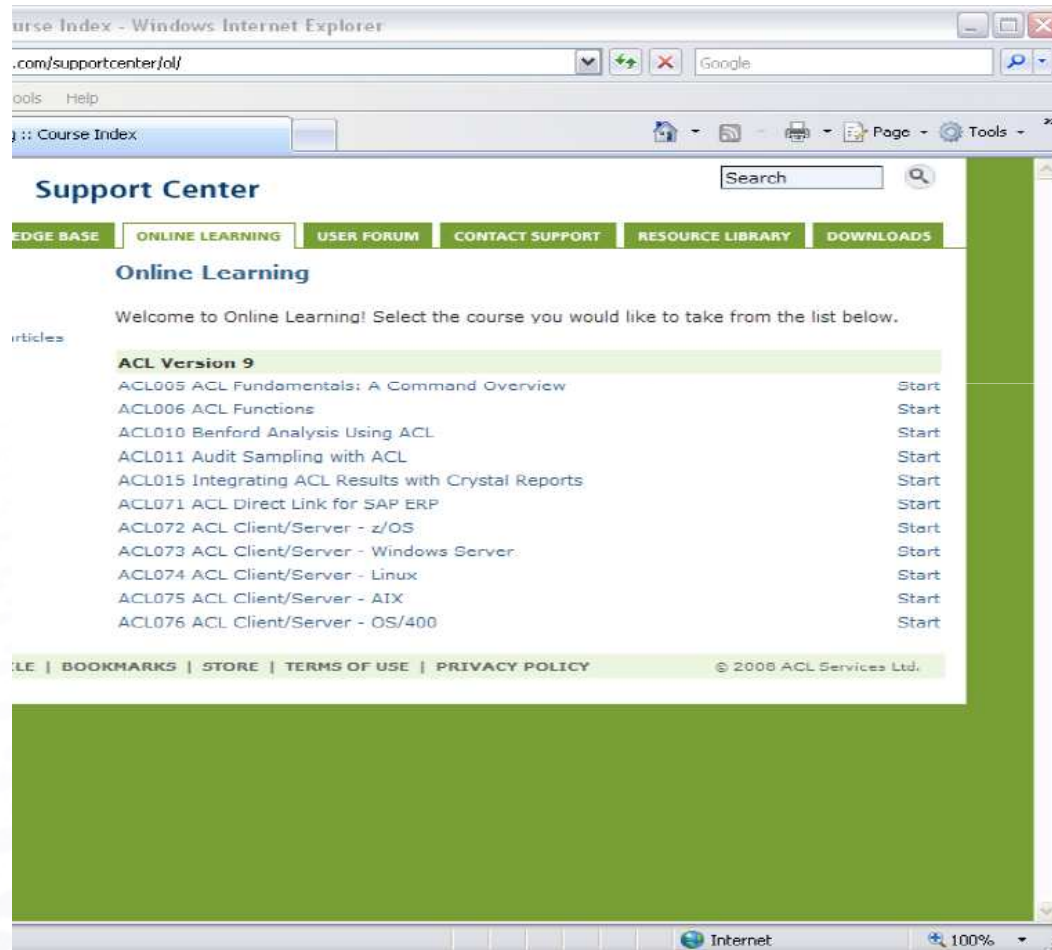 urse Index - Windows Internet Explorer
.com/supportcenter/ol/ Google
ools Help
g :: Course Index Page Tools
Support Center Search
EDGE BASE ONLINE LEARNING USER FORUM CONTACT SUPPORT RESOURCE LIBRARY DOWNLOADS
Online Learning
Welcome to Online Learning! Select the course you would like to take from the list below.
rticles
ACL Version 9
ACL005 ACL Fundamentals: A Command Overview Start
ACL006 ACL Functions Start
ACL010 Benford Analysis Using ACL Start
ACL011 Audit Sampling with ACL Start
ACL015 Integrating ACL Results with Crystal Reports Start
ACL071 ACL Direct Link for SAP ERP Start
ACL072 ACL Client/Server - z/OS Start
ACL073 ACL Client/Server - Windows Server Start
ACL074 ACL Client/Server - Linux Start
ACL075 ACL Client/Server - AIX Start
ACL076 ACL Client/Server - OS/400 Start
LE | BOOKMARKS | STORE | TERMS OF USE | PRIVACY POLICY © 2008 ACL Services Ltd.
Internet 100%